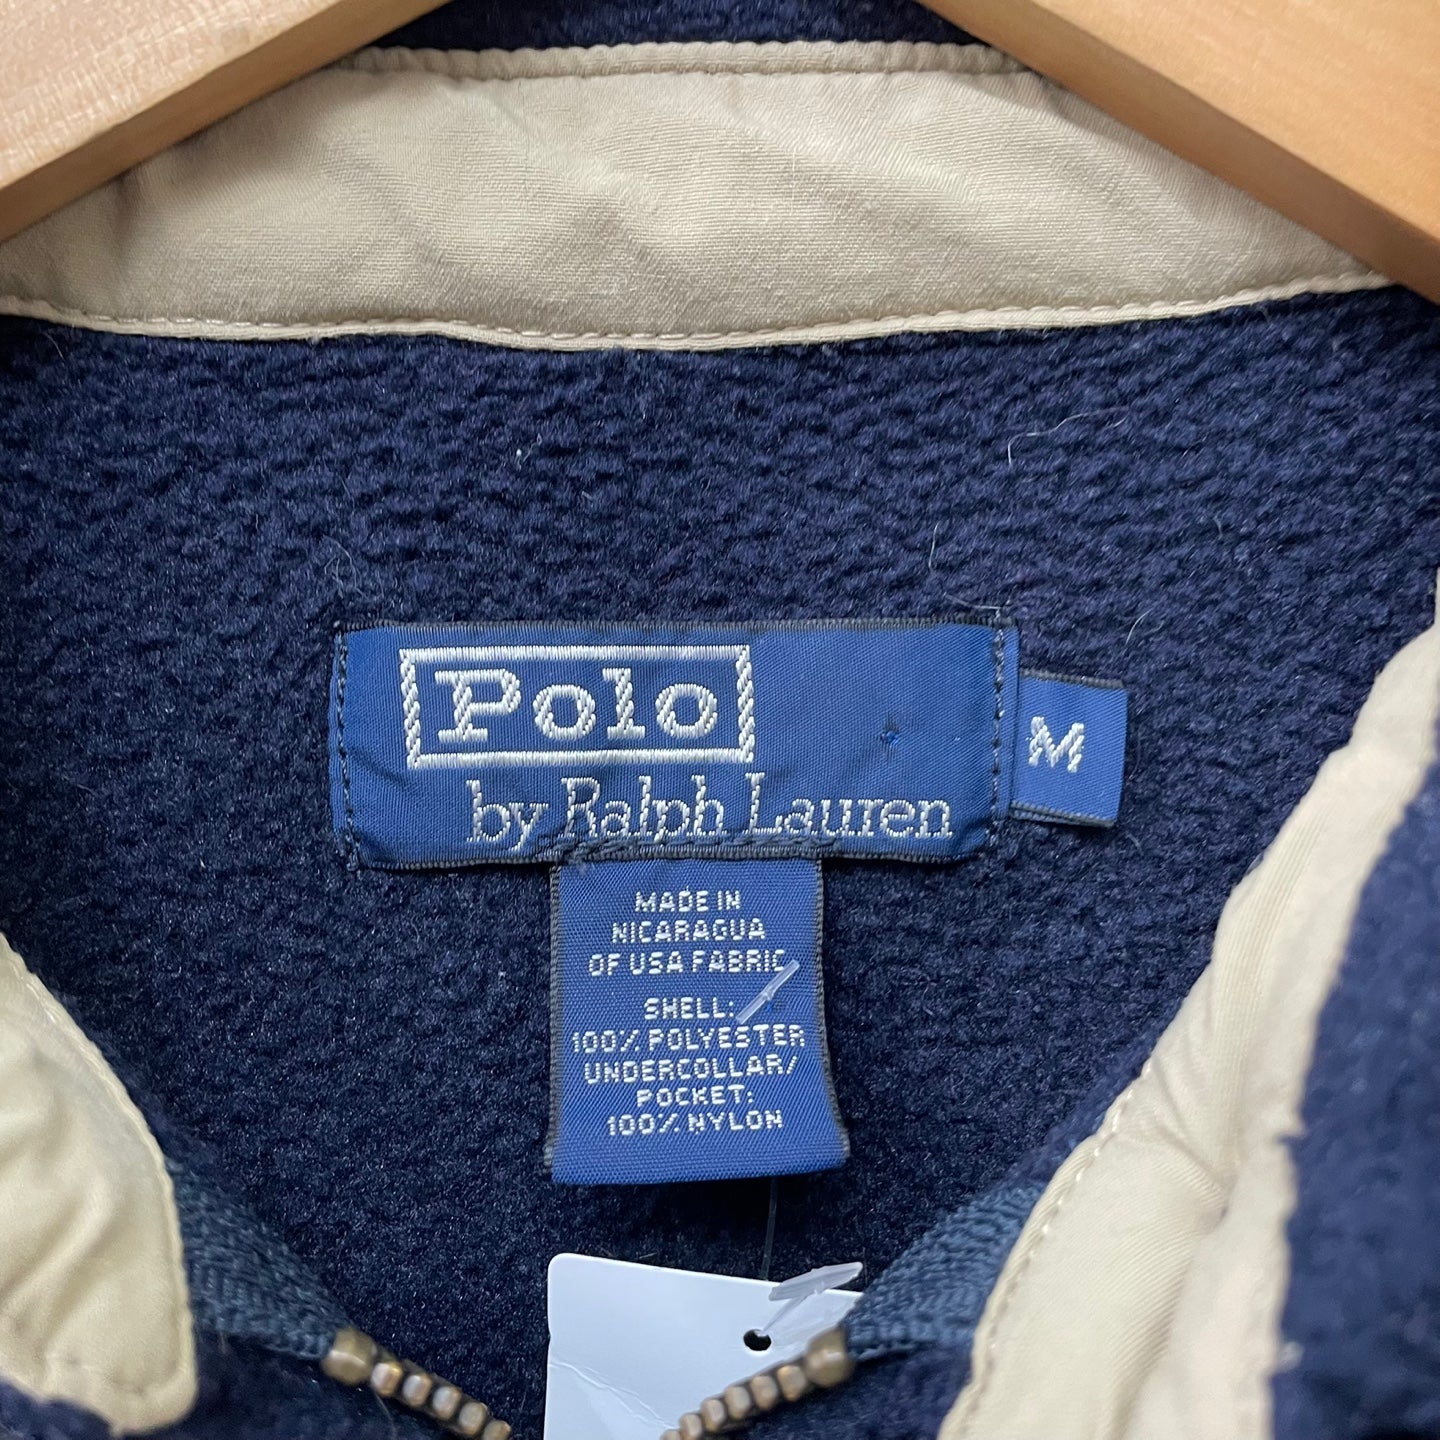 Polo
by Ralph Lauren
M
MADE IN
NICARAGUA
OF USA FABRIC
SHELL:
100% POLYESTER
UNDERCOLLAR/
POCKET:
100% NYLON